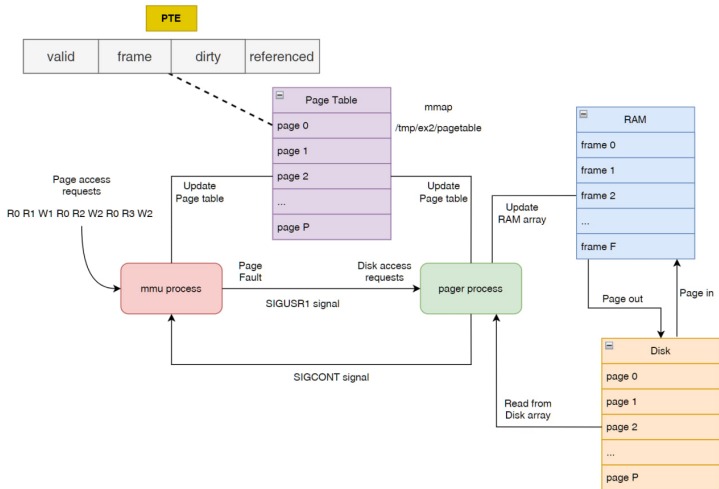 PTE
valid frame dirty referenced
Page Table
page 0
page 1
page 2
...
page P
mmap
/tmp/ex2/pagetable
RAM
frame 0
frame 1
frame 2
...
frame F
Page access
requests
R0 R1 W1 R0 R2 W2 R0 R3 W2
Update
Page table
Update
Page table
Update
RAM array
mmu process
Page
Fault
Disk access
requests
SIGUSR1 signal
pager process
SIGCONT signal
Page out
Page in
Read from
Disk array
Disk
page 0
page 1
page 2
...
page P